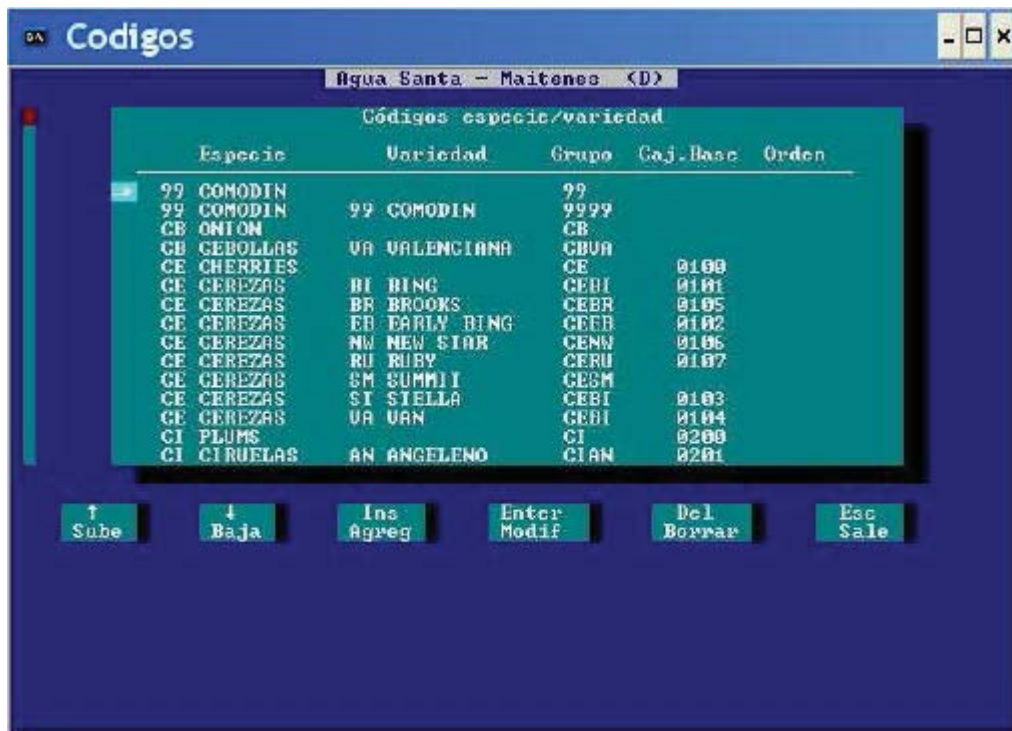 Codigos
Agua Santa - Maitenes (D)
Códigos especie/variedad
Especie Variedad Grupo Caj.Base Orden
99 COMODIN 99
99 COMODIN 99 COMODIN 9999
CB ONION CB
CB CEBOLLAS VA VALENCIANA CBVA
CE CHERRIES CE 0100
CE CEREZAS BI BING CEBI 0101
CE CEREZAS BR BROOKS CEBR 0105
CE CEREZAS EB EARLY BING CEEB 0102
CE CEREZAS NW NEW STAR CENW 0106
CE CEREZAS RU RUBY CERU 0107
CE CEREZAS SM SUMMIT CESM
CE CEREZAS ST STELLA CEBI 0103
CE CEREZAS VA VAN CEBI 0104
CI PLUMS CI 0200
CI CIRUELAS AN ANGELENO CIAN 0201
↑ ↓ Ins Enter Del Esc
Sube Baja Agreg Modif Borrar Sale